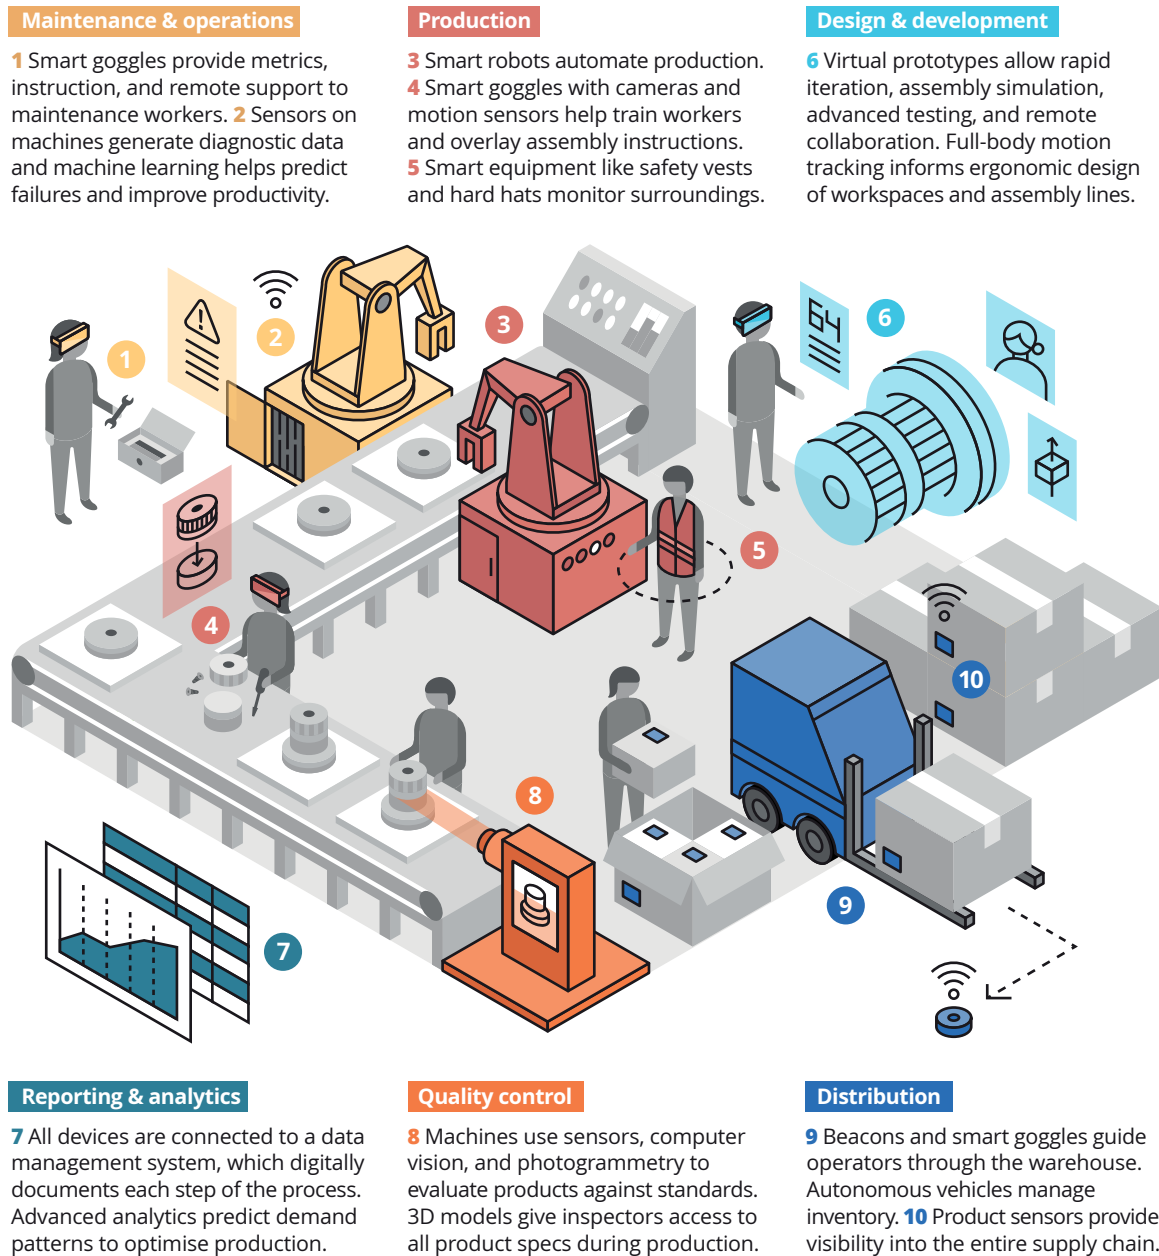 Maintenance & operations
1 Smart goggles provide metrics,
instruction, and remote support to
maintenance workers. 2 Sensors on
machines generate diagnostic data
and machine learning helps predict
failures and improve productivity.
Production
3 Smart robots automate production.
4 Smart goggles with cameras and
motion sensors help train workers
and overlay assembly instructions.
5 Smart equipment like safety vests
and hard hats monitor surroundings.
Design & development
6 Virtual prototypes allow rapid
iteration, assembly simulation,
advanced testing, and remote
collaboration. Full-body motion
tracking informs ergonomic design
of workspaces and assembly lines.
1
2
3
64
6
4
5
10
8
9
7
Reporting & analytics
7 All devices are connected to a data
management system, which digitally
documents each step of the process.
Advanced analytics predict demand
patterns to optimise production.
Quality control
8 Machines use sensors, computer
vision, and photogrammetry to
evaluate products against standards.
3D models give inspectors access to
all product specs during production.
Distribution
9 Beacons and smart goggles guide
operators through the warehouse.
Autonomous vehicles manage
inventory. 10 Product sensors provide
visibility into the entire supply chain.